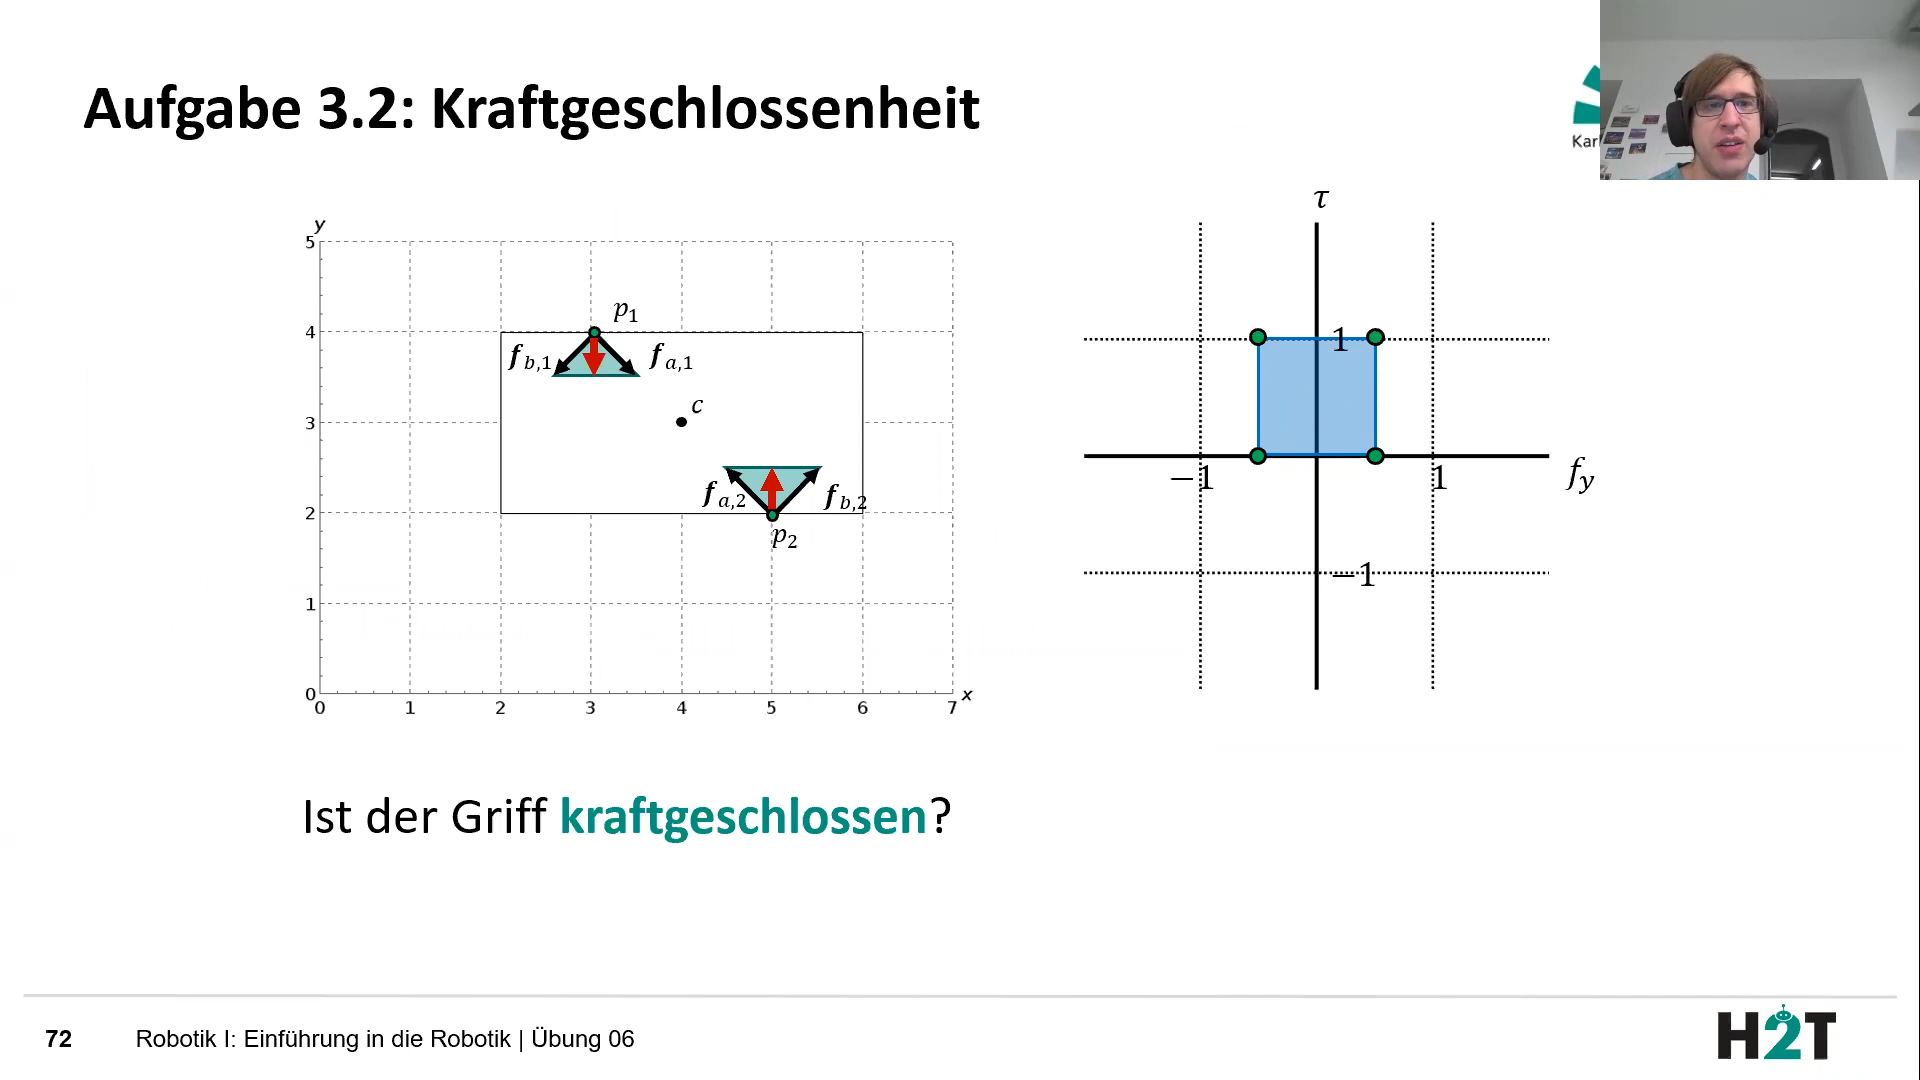 Aufgabe 3.2: Kraftgeschlossenheit
Karl
y
5
4
3
2
1
0
0 1 2 3 4 5 6 7
x
p1
fb,1
fa,1
c
fa,2
fb,2
p2
τ
1
−1
1
−1
fy
Ist der Griff kraftgeschlossen?
72
Robotik I: Einführung in die Robotik | Übung 06
H2T